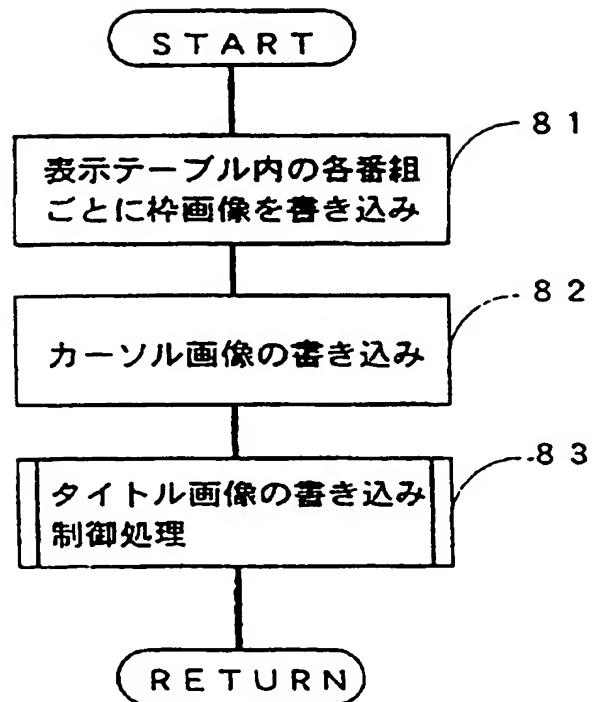 START
81
表示テーブル内の各番組
ごとに枠画像を書き込み
82
カーソル画像の書き込み
83
タイトル画像の書き込み
制御処理
RETURN